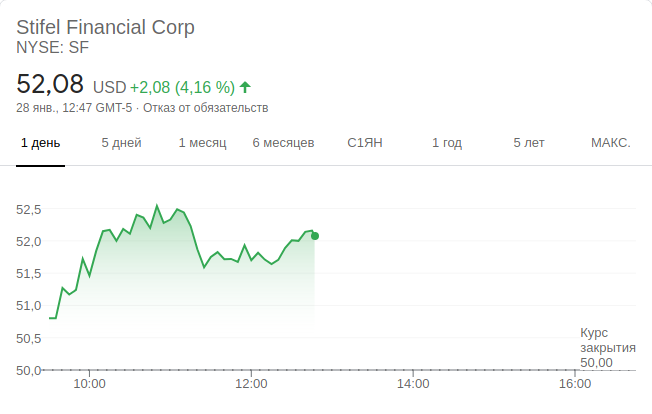 Stifel Financial Corp
NYSE: SF
52,08 USD +2,08 (4,16 %)
28 янв., 12:47 GMT-5 · Отказ от обязательств
1 день 5 дней 1 месяц 6 месяцев С1ЯН 1 год 5 лет МАКС.
52,5
52,0
51,5
51,0
50,5
50,0
Курс
закрытия
50,00
10:00 12:00 14:00 16:00